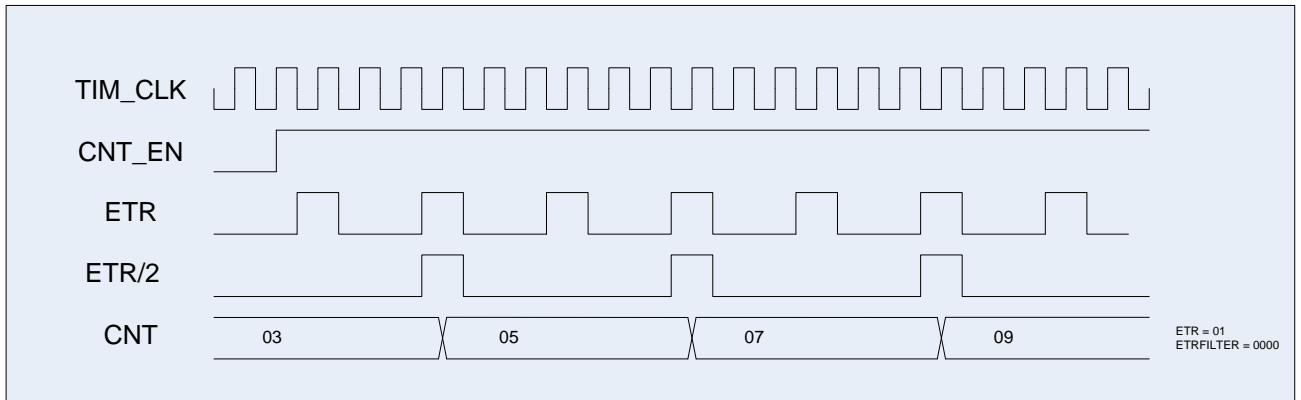 TIM_CLK
CNT_EN
ETR
ETR/2
CNT
03 05 07 09
ETR = 01
ETRFILTER = 0000